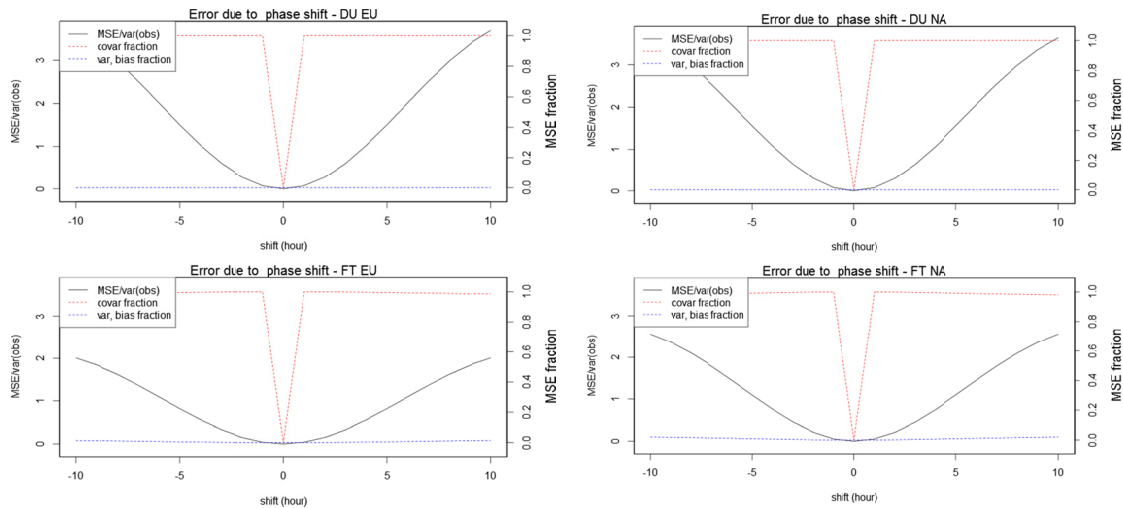 Error due to phase shift - DU EU
MSE/var(obs)
covar fraction
var, bias fraction
MSE/var(obs)
0 1 2 3
MSE fraction
0.0 0.2 0.4 0.6 0.8 1.0
-10 -5 0 5 10
shift (hour)
Error due to phase shift - DU NA
MSE/var(obs)
covar fraction
var, bias fraction
MSE/var(obs)
0 1 2 3
MSE fraction
0.0 0.2 0.4 0.6 0.8 1.0
-10 -5 0 5 10
shift (hour)
Error due to phase shift - FT EU
MSE/var(obs)
covar fraction
var, bias fraction
MSE/var(obs)
0 1 2 3
MSE fraction
0.0 0.2 0.4 0.6 0.8 1.0
-10 -5 0 5 10
shift (hour)
Error due to phase shift - FT NA
MSE/var(obs)
covar fraction
var, bias fraction
MSE/var(obs)
0 1 2 3
MSE fraction
0.0 0.2 0.4 0.6 0.8 1.0
-10 -5 0 5 10
shift (hour)